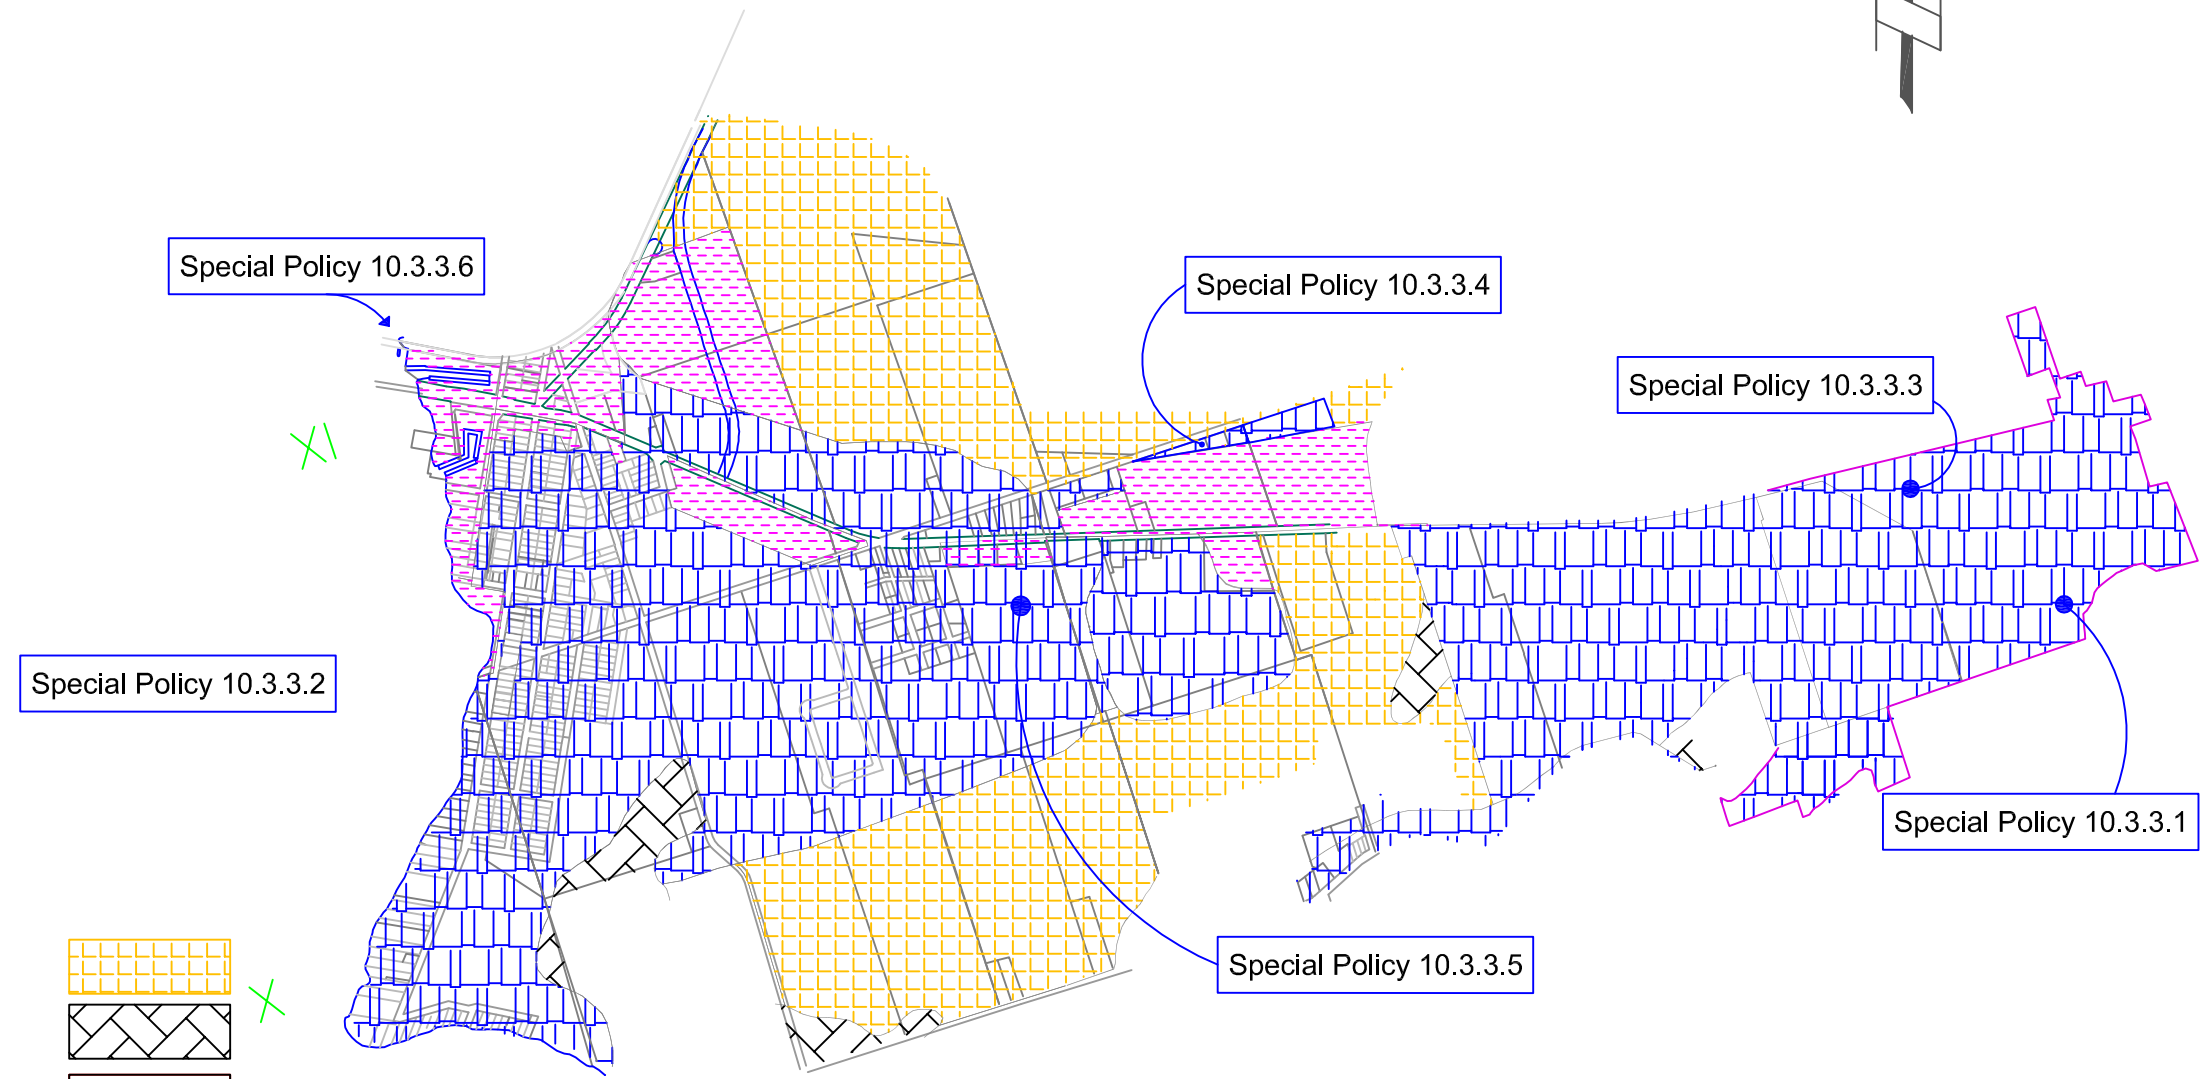 Special Policy 10.3.3.6
Special Policy 10.3.3.4
Special Policy 10.3.3.3
Special Policy 10.3.3.2
Special Policy 10.3.3.1
Special Policy 10.3.3.5